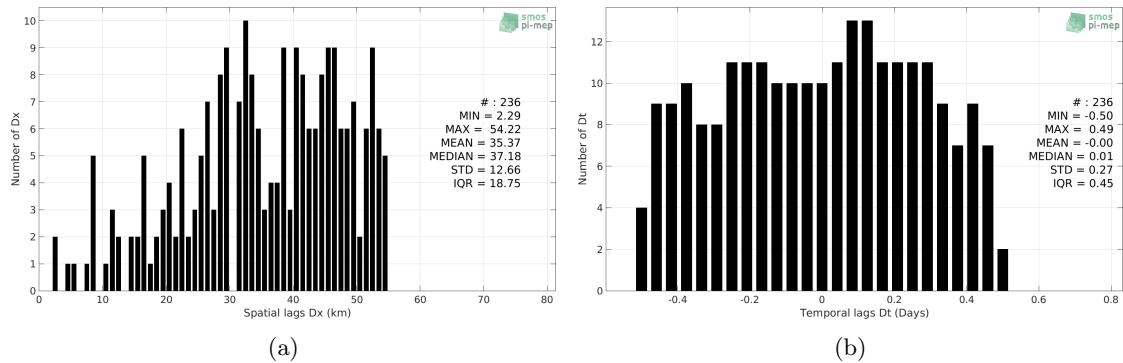 smos
pi-mep
10
9
8
7
6
5
4
3
2
1
0
Number of Dx
# : 236
MIN = 2.29
MAX = 54.22
MEAN = 35.37
MEDIAN = 37.18
STD = 12.66
IQR = 18.75
0 10 20 30 40 50 60 70 80
Spatial lags Dx (km)
(a)
smos
pi-mep
12
10
8
6
4
2
0
Number of Dt
# : 236
MIN = -0.50
MAX = 0.49
MEAN = -0.00
MEDIAN = 0.01
STD = 0.27
IQR = 0.45
-0.4 -0.2 0 0.2 0.4 0.6 0.8
Temporal lags Dt (Days)
(b)